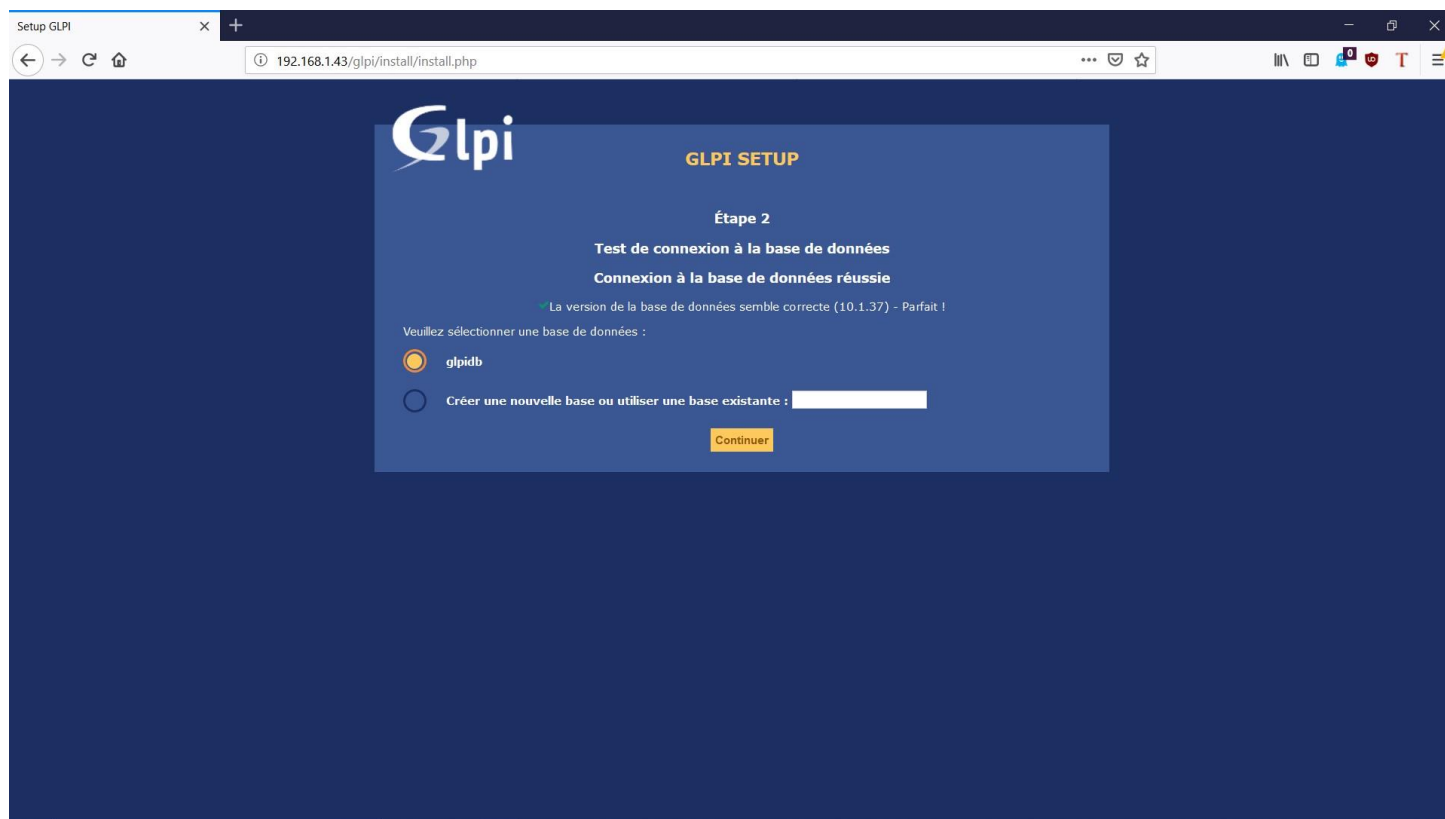 Setup GLPI
192.168.1.43/glpi/install/install.php
0
T
Glpi
GLPI SETUP
Étape 2
Test de connexion à la base de données
Connexion à la base de données réussie
La version de la base de données semble correcte (10.1.37) - Parfait !
Veuillez sélectionner une base de données :
glpidb
Créer une nouvelle base ou utiliser une base existante :
Continuer